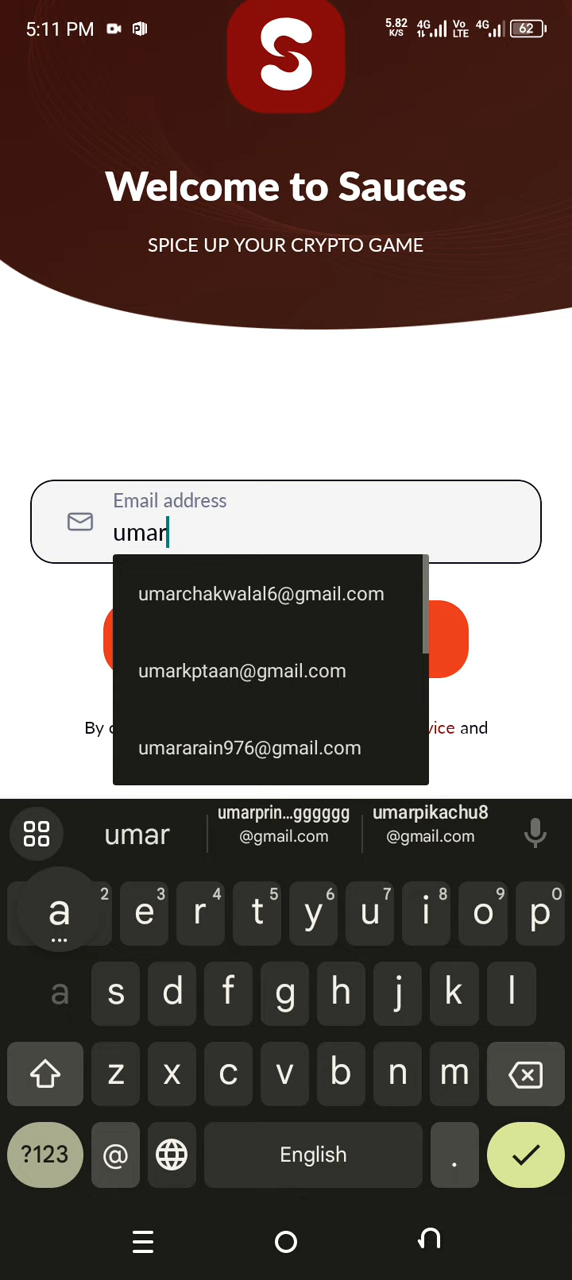 5:11 PM 5.82 K/S 4G Vo LTE 4G 62
S
Welcome to Sauces
SPICE UP YOUR CRYPTO GAME
Email address
umar
umarchakwalal6@gmail.com
umarkptaan@gmail.com
umararain976@gmail.com
By and
umar umarprin...gggggg @gmail.com umarpikachu8 @gmail.com
a 2 e 3 r 4 t 5 y 6 u 7 i 8 o 9 p 0
a s d f g h j k l
z x c v b n m
?123 @ English .